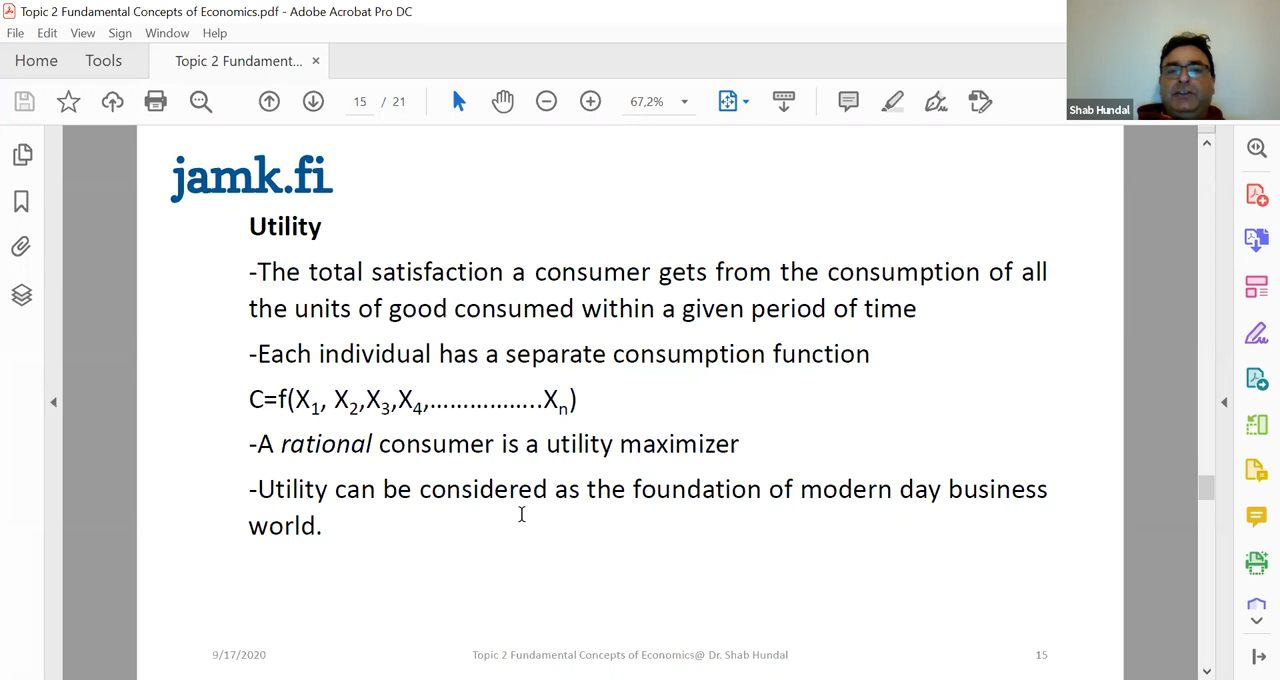 Topic 2 Fundamental Concepts of Economics.pdf - Adobe Acrobat Pro DC
File Edit View Sign Window Help
Home Tools Topic 2 Fundament... ×
15 / 21 67,2%
Shab Hundal
jamk.fi
Utility
-The total satisfaction a consumer gets from the consumption of all
the units of good consumed within a given period of time
-Each individual has a separate consumption function
C=f(X1, X2,X3,X4,……………..Xn)
-A rational consumer is a utility maximizer
-Utility can be considered as the foundation of modern day business
world.
9/17/2020 Topic 2 Fundamental Concepts of Economics@ Dr. Shab Hundal 15